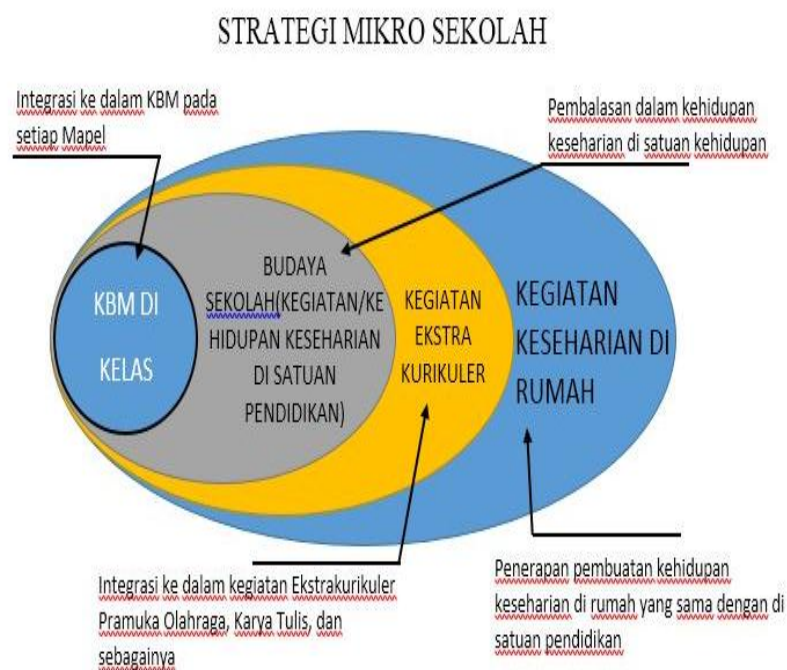 STRATEGI MIKRO SEKOLAH
Integrasi ke dalam KBM pada
setiap Mapel
Pembalasan dalam kehidupan
keseharian di satuan kehidupan
KBM DI
KELAS
BUDAYA
SEKOLAH(KEGIATAN/KE
HIDUPAN KESEHARIAN
DI SATUAN
PENDIDIKAN)
KEGIATAN
EKSTRA
KURIKULER
KEGIATAN
KESEHARIAN DI
RUMAH
Integrasi ke dalam kegiatan Ekstrakurikuler
Pramuka Olahraga, Karya Tulis, dan
sebagainya
Penerapan pembuatan kehidupan
keseharian di rumah yang sama dengan di
satuan pendidikan